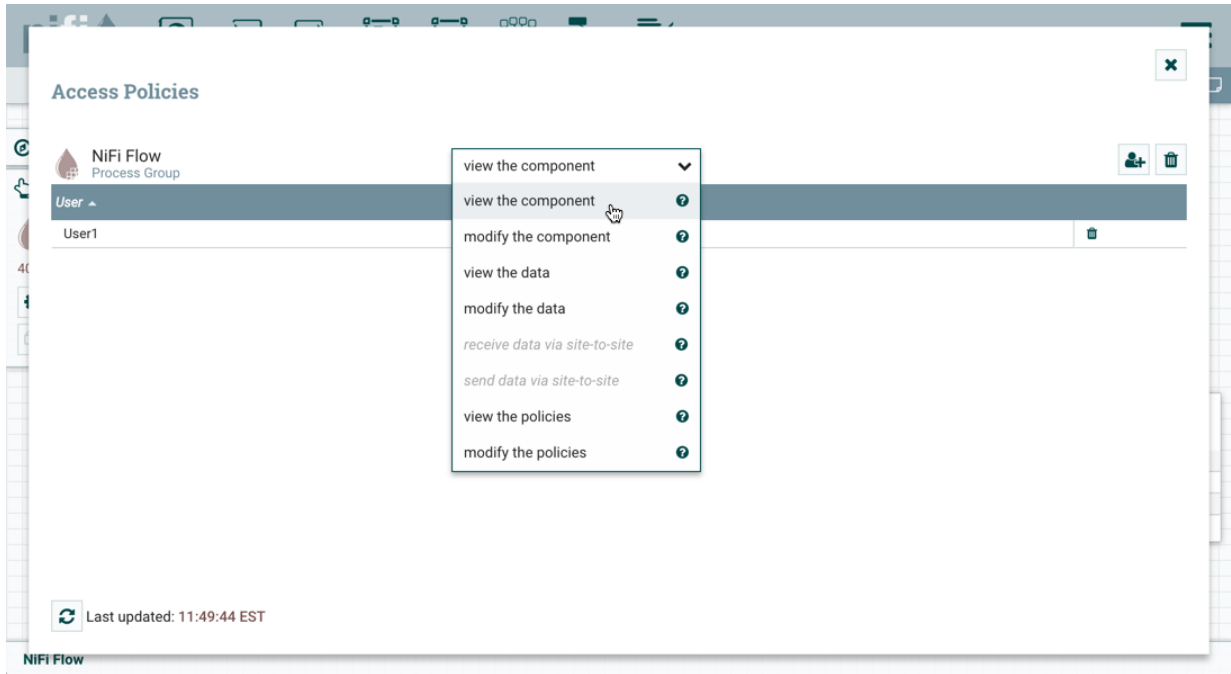 Access Policies
NiFi Flow
Process Group
view the component
User
view the component
User1
modify the component
view the data
modify the data
receive data via site-to-site
send data via site-to-site
view the policies
modify the policies
Last updated: 11:49:44 EST
NiFi Flow